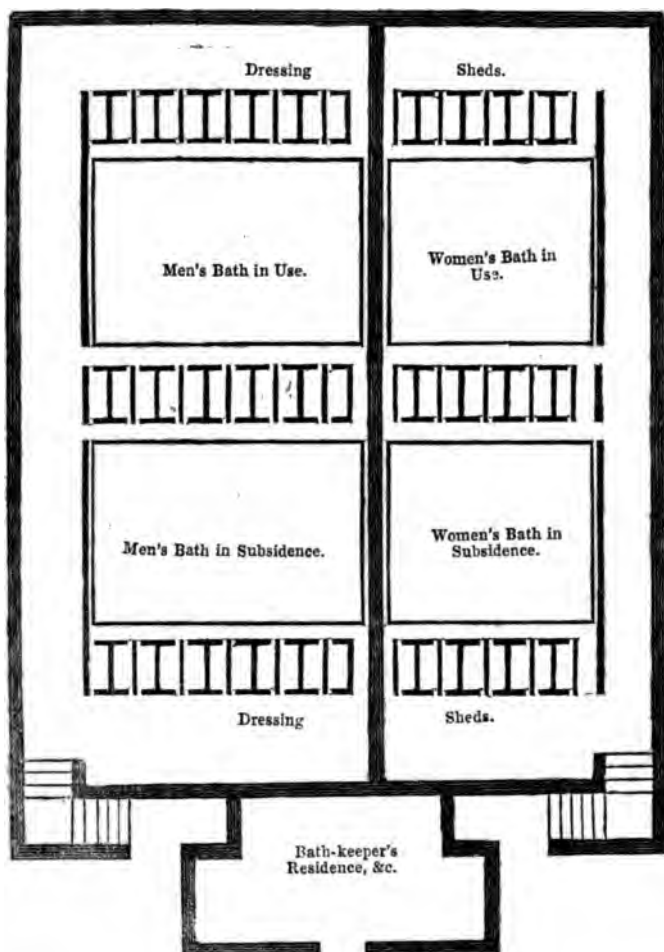 Dressing Sheds.
Men's Bath in Use.
Women's Bath in
Use.
Men's Bath in Subsidence.
Women's Bath in
Subsidence.
Dressing Sheds.
Bath-keeper's
Residence, &c.